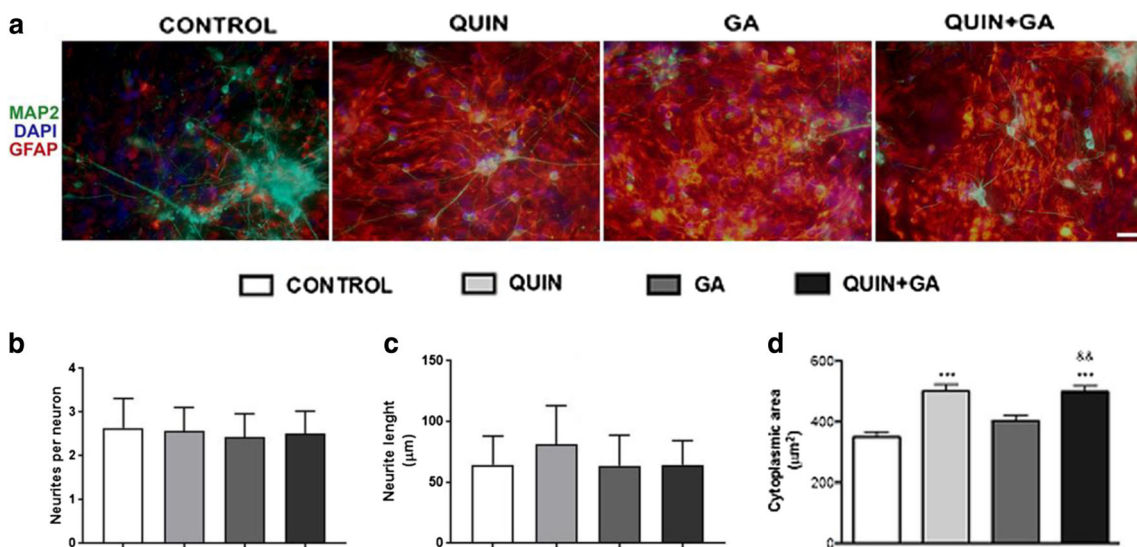 a
CONTROL QUIN GA QUIN+GA
MAP2
DAPI
GFAP
CONTROL QUIN GA QUIN+GA
b
Neurites per neuron
4
3
2
1
0
c
Neurite lenght
(μm)
150
100
50
0
d
Cytoplasmic area
(μm²)
600
400
200
0
***
&&
***